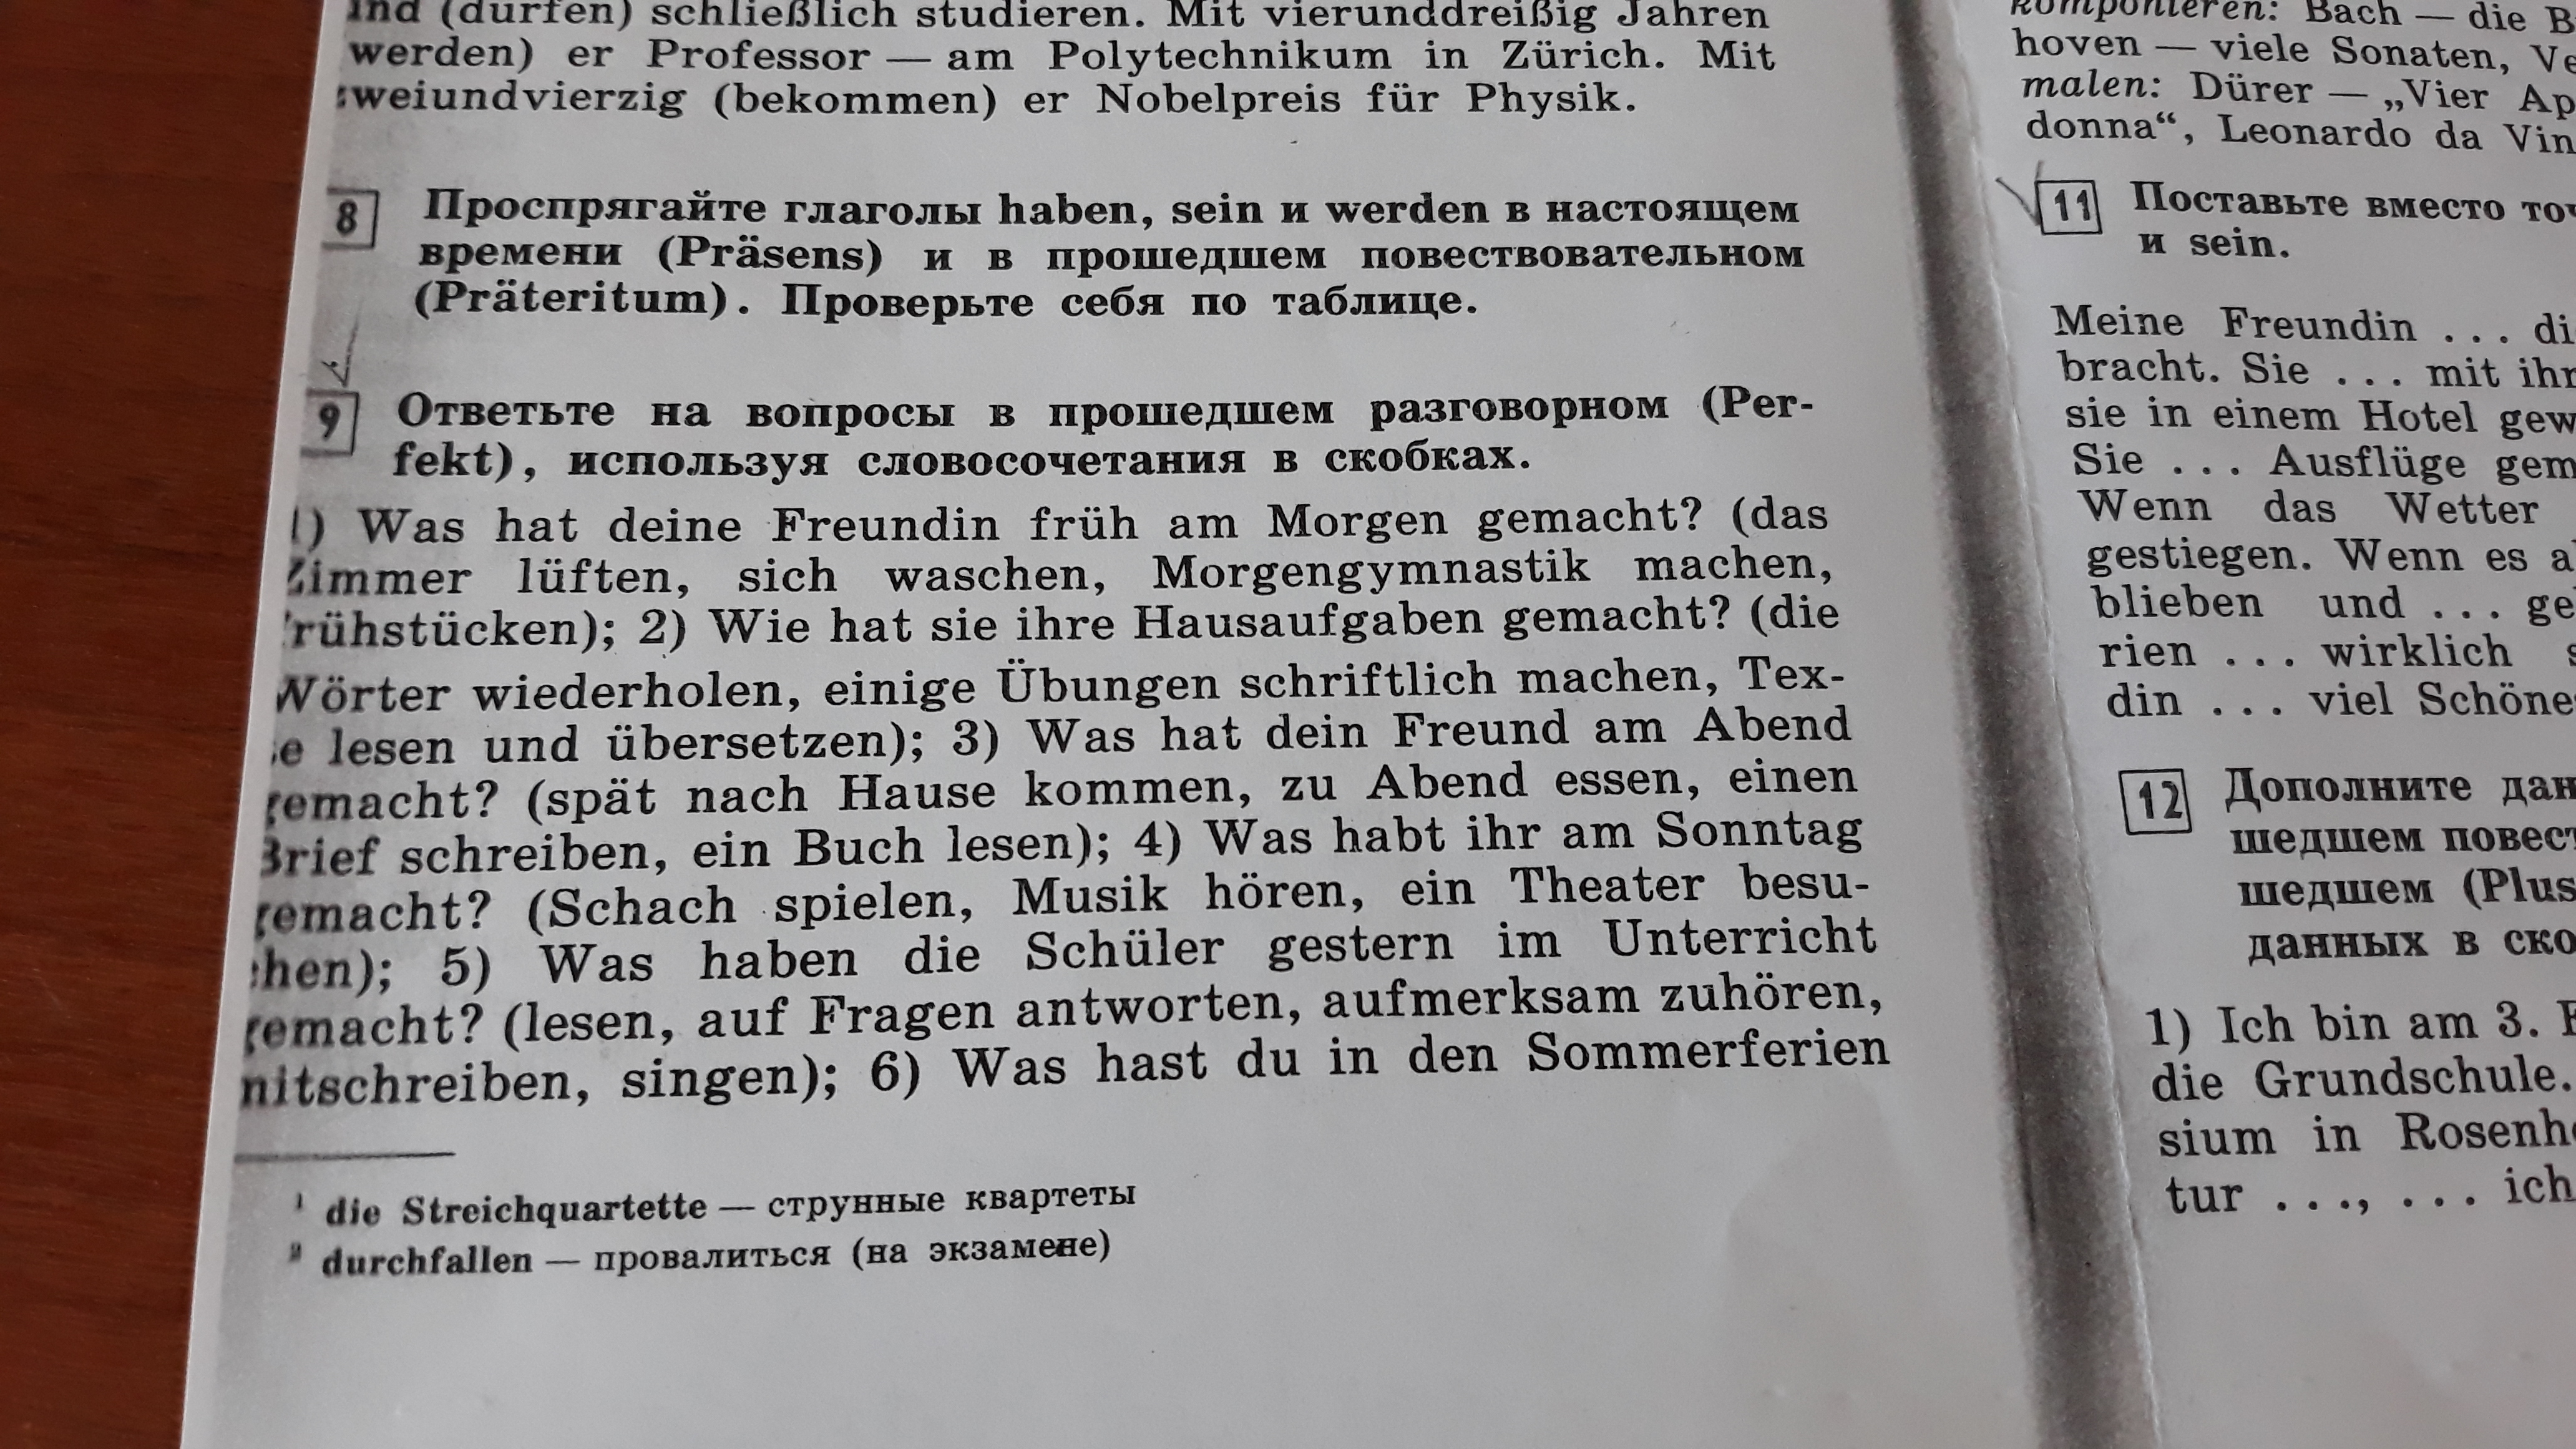 ind (dürfen) schließlich studieren. Mit vierunddreißig Jahren
werden) er Professor — am Polytechnikum in Zürich. Mit
zweiundvierzig (bekommen) er Nobelpreis für Physik.
8 Проспрягайте глаголы haben, sein и werden в настоящем
времени (Präsens) и в прошедшем повествовательном
(Präteritum). Проверьте себя по таблице.
9 Ответьте на вопросы в прошедшем разговорном (Per-
fekt), используя словосочетания в скобках.
1) Was hat deine Freundin früh am Morgen gemacht? (das
Zimmer lüften, sich waschen, Morgengymnastik machen,
frühstücken); 2) Wie hat sie ihre Hausaufgaben gemacht? (die
Wörter wiederholen, einige Übungen schriftlich machen, Tex-
te lesen und übersetzen); 3) Was hat dein Freund am Abend
gemacht? (spät nach Hause kommen, zu Abend essen, einen
Brief schreiben, ein Buch lesen); 4) Was habt ihr am Sonntag
gemacht? (Schach spielen, Musik hören, ein Theater besu-
chen); 5) Was haben die Schüler gestern im Unterricht
gemacht? (lesen, auf Fragen antworten, aufmerksam zuhören,
mitschreiben, singen); 6) Was hast du in den Sommerferien
1 die Streichquartette — струнные квартеты
2 durchfallen — провалиться (на экзамене)
komponieren: Bach — die B
hoven — viele Sonaten, Ve
malen: Dürer — „Vier Ap
donna“, Leonardo da Vin
11 Поставьте вместо точ
и sein.
Meine Freundin ... di
bracht. Sie ... mit ihr
sie in einem Hotel gew
Sie ... Ausflüge gem
Wenn das Wetter
gestiegen. Wenn es a
blieben und ... ge
rien ... wirklich s
din ... viel Schöne
12 Дополните дан
шедшем повест
шедшем (Plus
данных в ско
1) Ich bin am 3.
die Grundschule.
sium in Rosenh
tur ..., ... ich